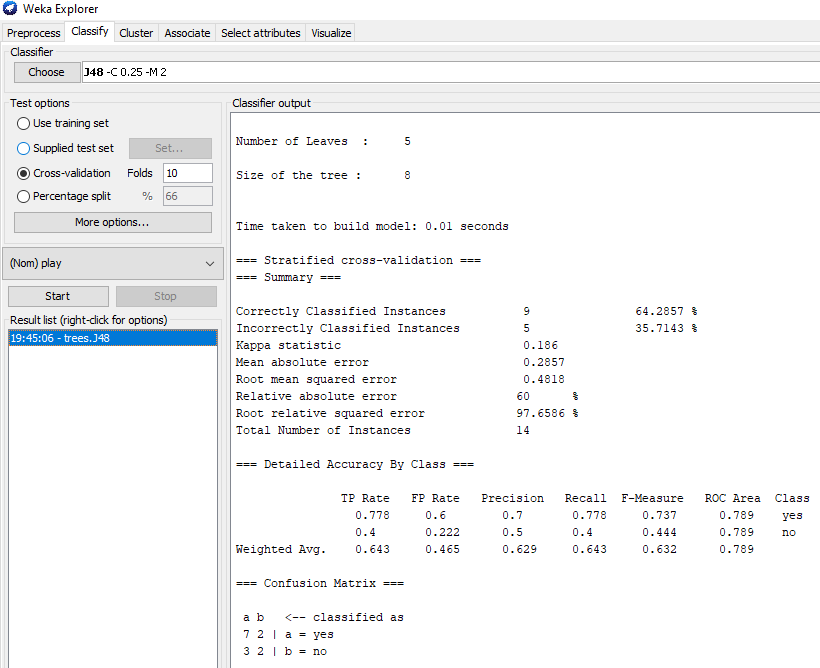 Weka Explorer
Preprocess Classify Cluster Associate Select attributes Visualize
Classifier
Choose J48 -C 0.25 -M 2
Test options
Use training set
Supplied test set Set...
Cross-validation Folds 10
Percentage split % 66
More options...
(Nom) play
Start Stop
Result list (right-click for options)
19:45:06 - trees.J48
Classifier output
Number of Leaves : 5
Size of the tree : 8
Time taken to build model: 0.01 seconds
=== Stratified cross-validation ===
=== Summary ===
Correctly Classified Instances 9 64.2857 %
Incorrectly Classified Instances 5 35.7143 %
Kappa statistic 0.186
Mean absolute error 0.2857
Root mean squared error 0.4818
Relative absolute error 60 %
Root relative squared error 97.6586 %
Total Number of Instances 14
=== Detailed Accuracy By Class ===
TP Rate FP Rate Precision Recall F-Measure ROC Area Class
0.778 0.6 0.7 0.778 0.737 0.789 yes
0.4 0.222 0.5 0.4 0.444 0.789 no
Weighted Avg. 0.643 0.465 0.629 0.643 0.632 0.789
=== Confusion Matrix ===
a b <-- classified as
7 2 | a = yes
3 2 | b = no